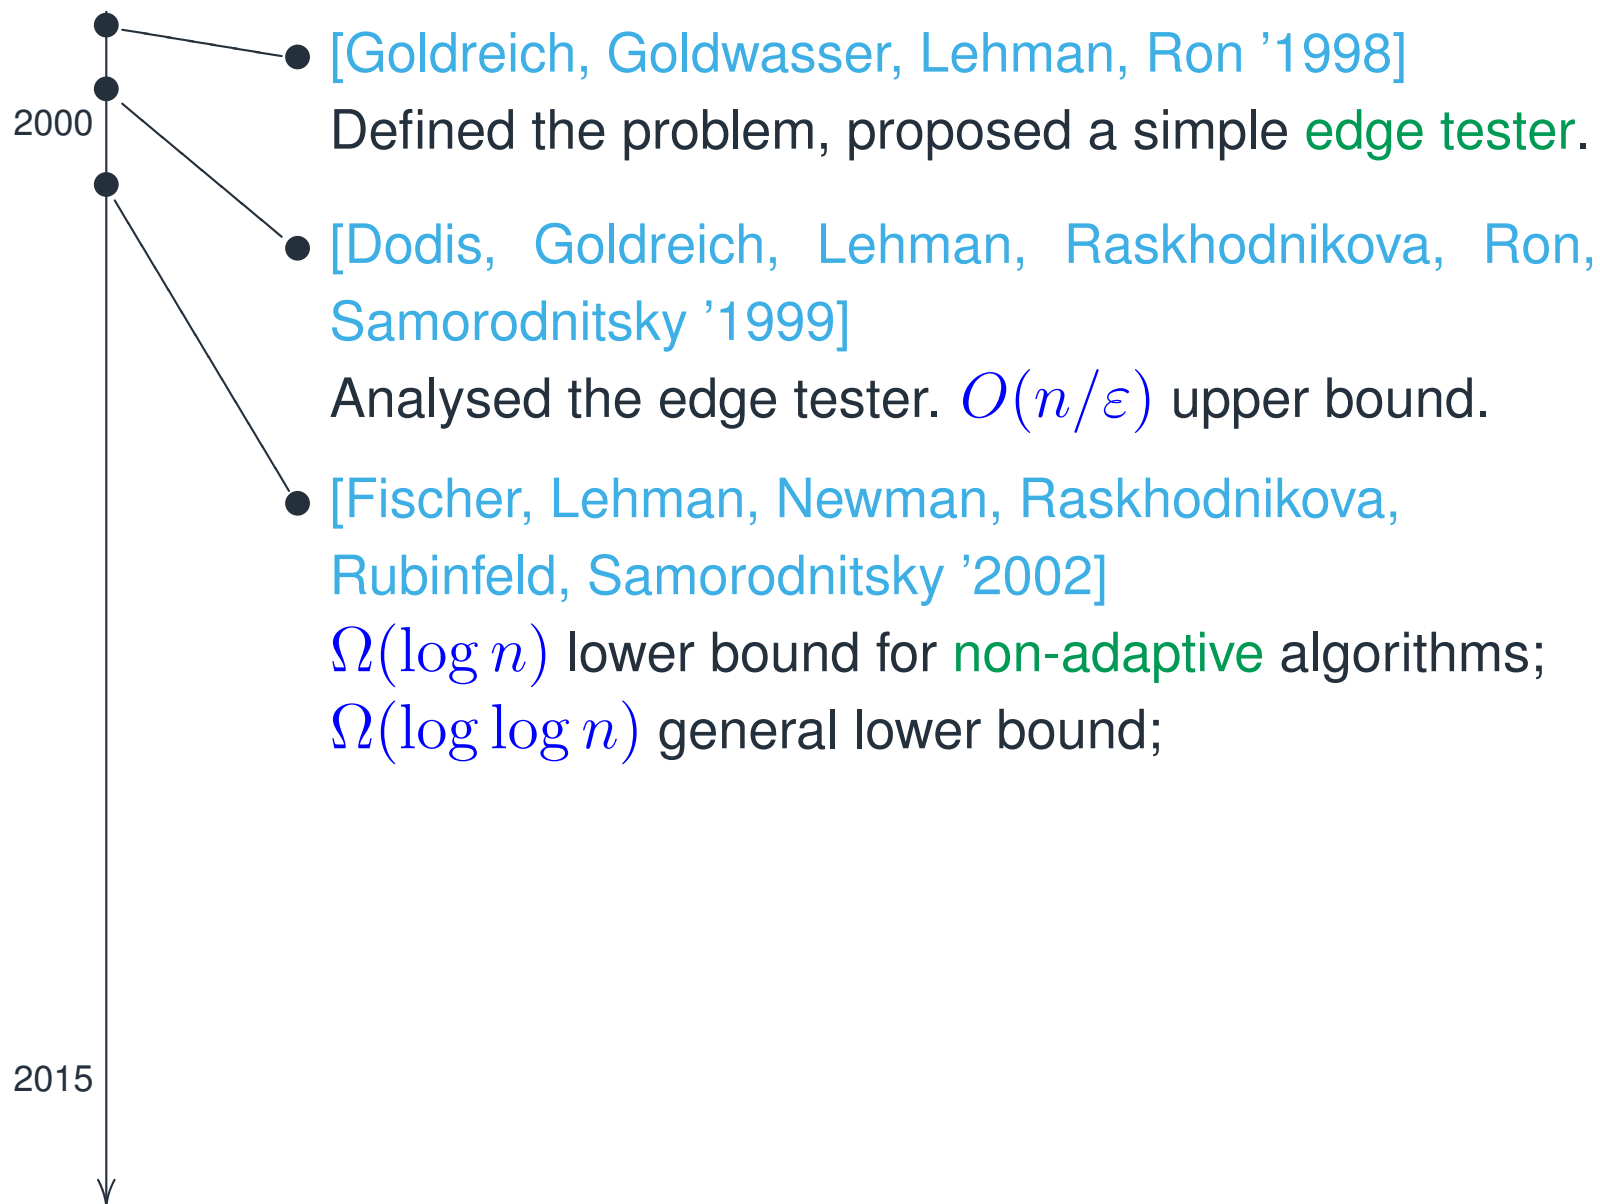 [Goldreich, Goldwasser, Lehman, Ron ’1998]
2000
Defined the problem, proposed a simple edge tester.
[Dodis, Goldreich, Lehman, Raskhodnikova, Ron,
Samorodnitsky ’1999]
Analysed the edge tester. O(n/ε) upper bound.
[Fischer, Lehman, Newman, Raskhodnikova,
Rubinfeld, Samorodnitsky ’2002]
Ω(log n) lower bound for non-adaptive algorithms;
Ω(log log n) general lower bound;
2015